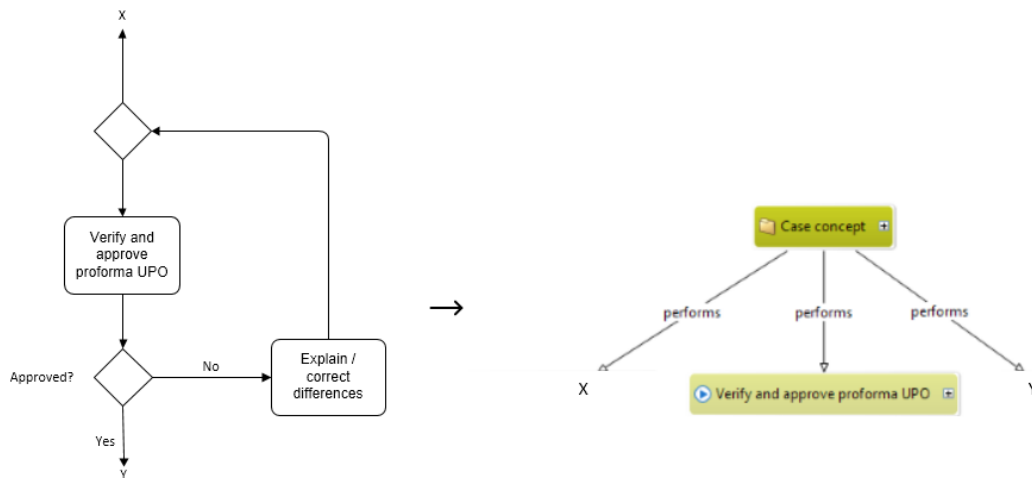 X
Verify and
approve
proforma UPO
Approved?
No
Explain /
correct
differences
Yes
Y
Case concept
performs
performs
performs
X
Verify and approve proforma UPO
Y